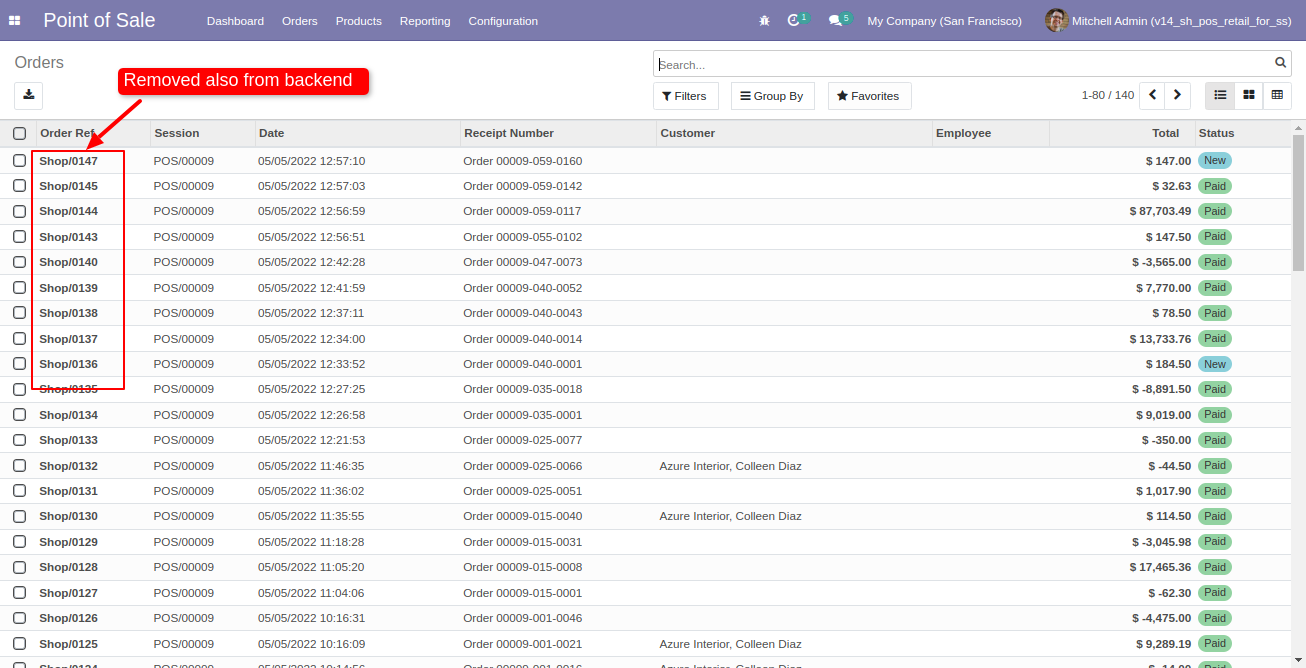 Point of Sale Dashboard Orders Products Reporting Configuration 1 5 My Company (San Francisco) Mitchell Admin (v14_sh_pos_retail_for_ss)
Orders
Search...
Removed also from backend
Filters Group By Favorites 1-80 / 140
Order Ref Session Date Receipt Number Customer Employee Total Status
Shop/0147 POS/00009 05/05/2022 12:57:10 Order 00009-059-0160 $ 147.00 New
Shop/0145 POS/00009 05/05/2022 12:57:03 Order 00009-059-0142 $ 32.63 Paid
Shop/0144 POS/00009 05/05/2022 12:56:59 Order 00009-059-0117 $ 87,703.49 Paid
Shop/0143 POS/00009 05/05/2022 12:56:51 Order 00009-055-0102 $ 147.50 Paid
Shop/0140 POS/00009 05/05/2022 12:42:28 Order 00009-047-0073 $ -3,565.00 Paid
Shop/0139 POS/00009 05/05/2022 12:41:59 Order 00009-040-0052 $ 7,770.00 Paid
Shop/0138 POS/00009 05/05/2022 12:37:11 Order 00009-040-0043 $ 78.50 Paid
Shop/0137 POS/00009 05/05/2022 12:34:00 Order 00009-040-0014 $ 13,733.76 Paid
Shop/0136 POS/00009 05/05/2022 12:33:52 Order 00009-040-0001 $ 184.50 New
Shop/0135 POS/00009 05/05/2022 12:27:25 Order 00009-035-0018 $ -8,891.50 Paid
Shop/0134 POS/00009 05/05/2022 12:26:58 Order 00009-035-0001 $ 9,019.00 Paid
Shop/0133 POS/00009 05/05/2022 12:21:53 Order 00009-025-0077 $ -350.00 Paid
Shop/0132 POS/00009 05/05/2022 11:46:35 Order 00009-025-0066 Azure Interior, Colleen Diaz $ -44.50 Paid
Shop/0131 POS/00009 05/05/2022 11:36:02 Order 00009-025-0051 $ 1,017.90 Paid
Shop/0130 POS/00009 05/05/2022 11:35:55 Order 00009-015-0040 Azure Interior, Colleen Diaz $ 114.50 Paid
Shop/0129 POS/00009 05/05/2022 11:18:28 Order 00009-015-0031 $ -3,045.98 Paid
Shop/0128 POS/00009 05/05/2022 11:05:20 Order 00009-015-0008 $ 17,465.36 Paid
Shop/0127 POS/00009 05/05/2022 11:04:06 Order 00009-015-0001 $ -62.30 Paid
Shop/0126 POS/00009 05/05/2022 10:16:31 Order 00009-001-0046 $ -4,475.00 Paid
Shop/0125 POS/00009 05/05/2022 10:16:09 Order 00009-001-0021 Azure Interior, Colleen Diaz $ 9,289.19 Paid